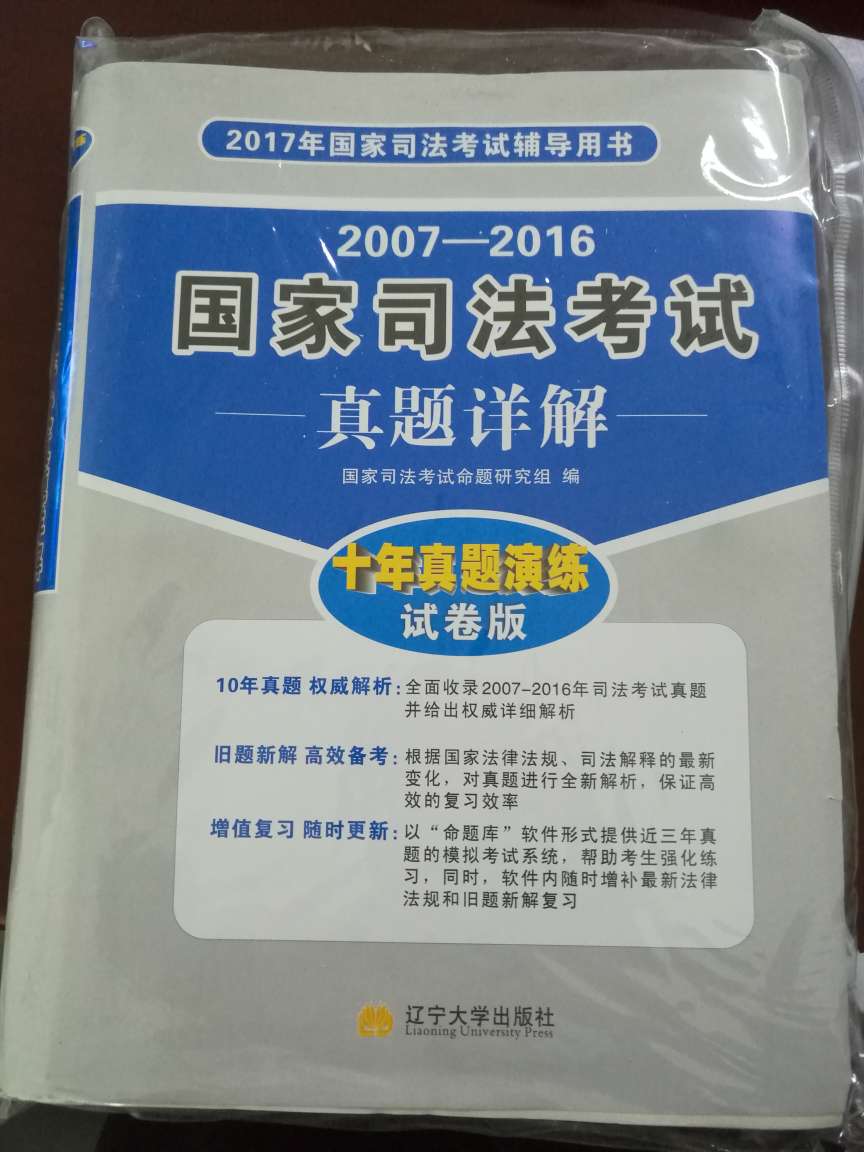 2017年国家司法考试辅导用书
2007—2016
国家司法考试
真题详解
国家司法考试命题研究组 编
十年真题演练
试卷版
10年真题 权威解析:全面收录2007-2016年司法考试真题
并给出权威详细解析
旧题新解 高效备考:根据国家法律法规、司法解释的最新
变化，对真题进行全新解析，保证高
效的复习效率
增值复习 随时更新:以“命题库”软件形式提供近三年真
题的模拟考试系统，帮助考生强化练
习，同时，软件内随时增补最新法律
法规和旧题新解复习
辽宁大学出版社
Liaoning University Press